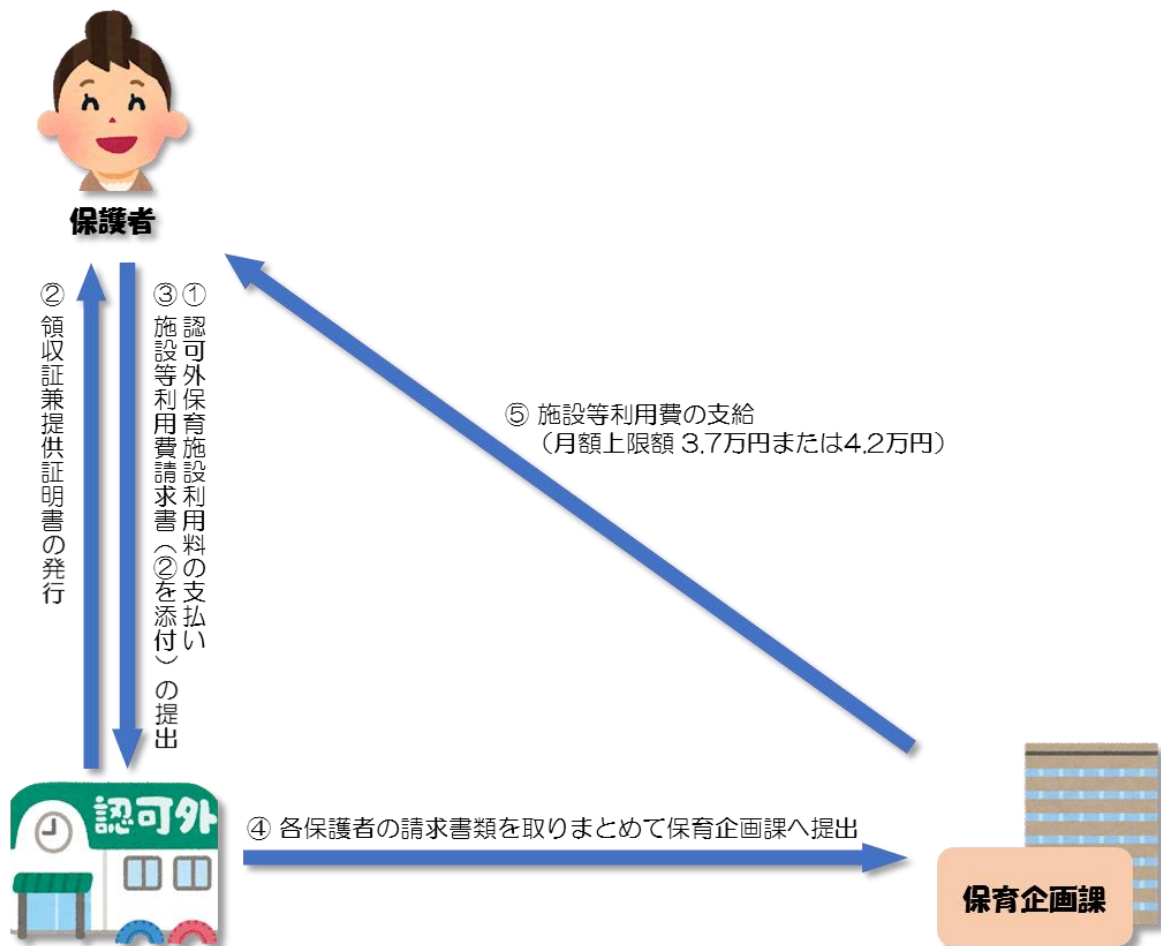 保護者
① 認可外保育施設利用料の支払い
③ 施設等利用費請求書（②を添付）の提出
② 領収証兼提供証明書の発行
⑤ 施設等利用費の支給
（月額上限額 3.7万円または4.2万円）
認可外
④ 各保護者の請求書類を取りまとめて保育企画課へ提出
保育企画課